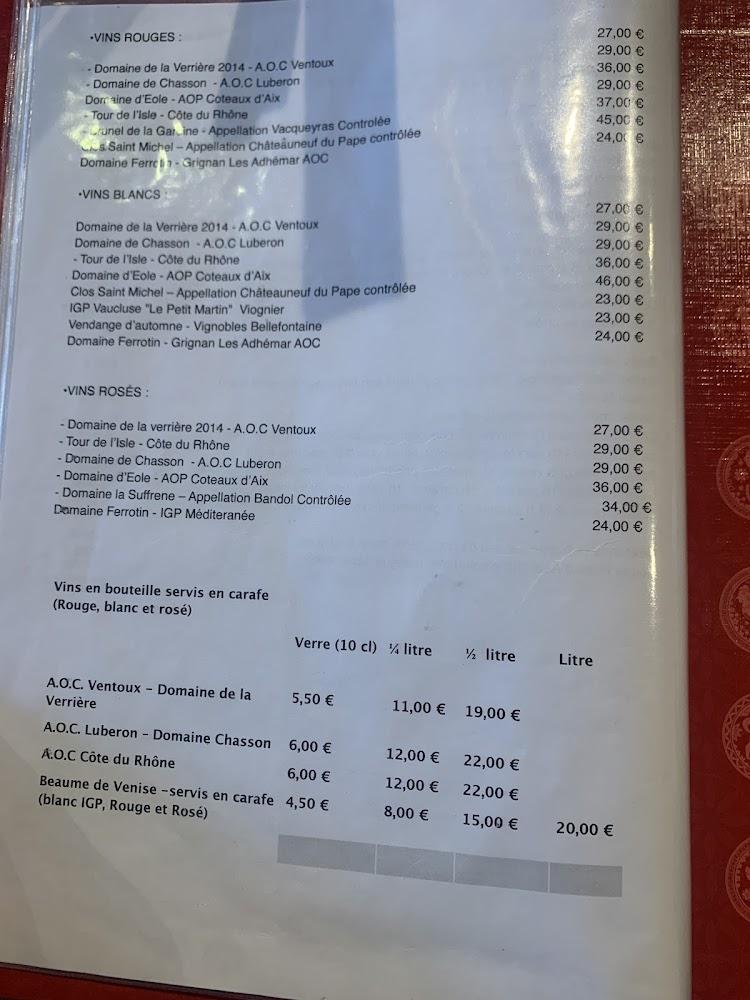 •VINS ROUGES :
- Domaine de la Verrière 2014 - A.O.C Ventoux 27,00 €
- Domaine de Chasson - A.O.C Luberon 29,00 €
Domaine d'Eole - AOP Coteaux d'Aix 36,00 €
- Tour de l'Isle - Côte du Rhône 29,00 €
de la - Appellation Vacqueyras Controlée 37,00 €
Clos Saint Michel – Appellation Châteauneuf du Pape contrôlée 45,00 €
Domaine Ferrotin - Grignan Les Adhémar AOC 24,00 €
•VINS BLANCS :
Domaine de la Verrière 2014 - A.O.C Ventoux 27,00 €
Domaine de Chasson - A.O.C Luberon 29,00 €
- Tour de l'Isle - Côte du Rhône 29,00 €
Domaine d'Eole - AOP Coteaux d'Aix 36,00 €
Clos Saint Michel – Appellation Châteauneuf du Pape contrôlée 46,00 €
IGP Vaucluse "Le Petit Martin" Viognier 23,00 €
Vendange d'automne - Vignobles Bellefontaine 23,00 €
Domaine Ferrotin - Grignan Les Adhémar AOC 24,00 €
•VINS ROSÉS :
- Domaine de la verrière 2014 - A.O.C Ventoux 27,00 €
- Tour de l'Isle - Côte du Rhône 29,00 €
- Domaine de Chasson - A.O.C Luberon 29,00 €
- Domaine d'Eole - AOP Coteaux d'Aix 36,00 €
- Domaine la Suffrene – Appellation Bandol Contrôlée 34,00 €
Domaine Ferrotin - IGP Méditeranée 24,00 €
Vins en bouteille servis en carafe
(Rouge, blanc et rosé)
Verre (10 cl) ¼ litre ½ litre Litre
A.O.C. Ventoux – Domaine de la 5,50 € 11,00 € 19,00 €
Verrière
A.O.C. Luberon – Domaine Chasson 6,00 € 12,00 € 22,00 €
A.O.C Côte du Rhône 6,00 € 12,00 € 22,00 €
Beaume de Venise –servis en carafe 4,50 € 8,00 € 15,00 € 20,00 €
(blanc IGP, Rouge et Rosé)